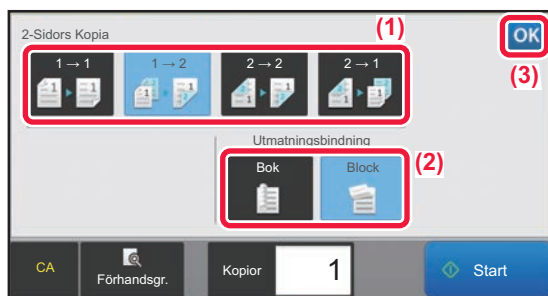 2-Sidors Kopia
(1)
OK
(3)
1 → 1
1 → 2
2 → 2
2 → 1
Utmatningsbindning
(2)
Bok
Block
CA
Förhandsgr.
Kopior
1
Start